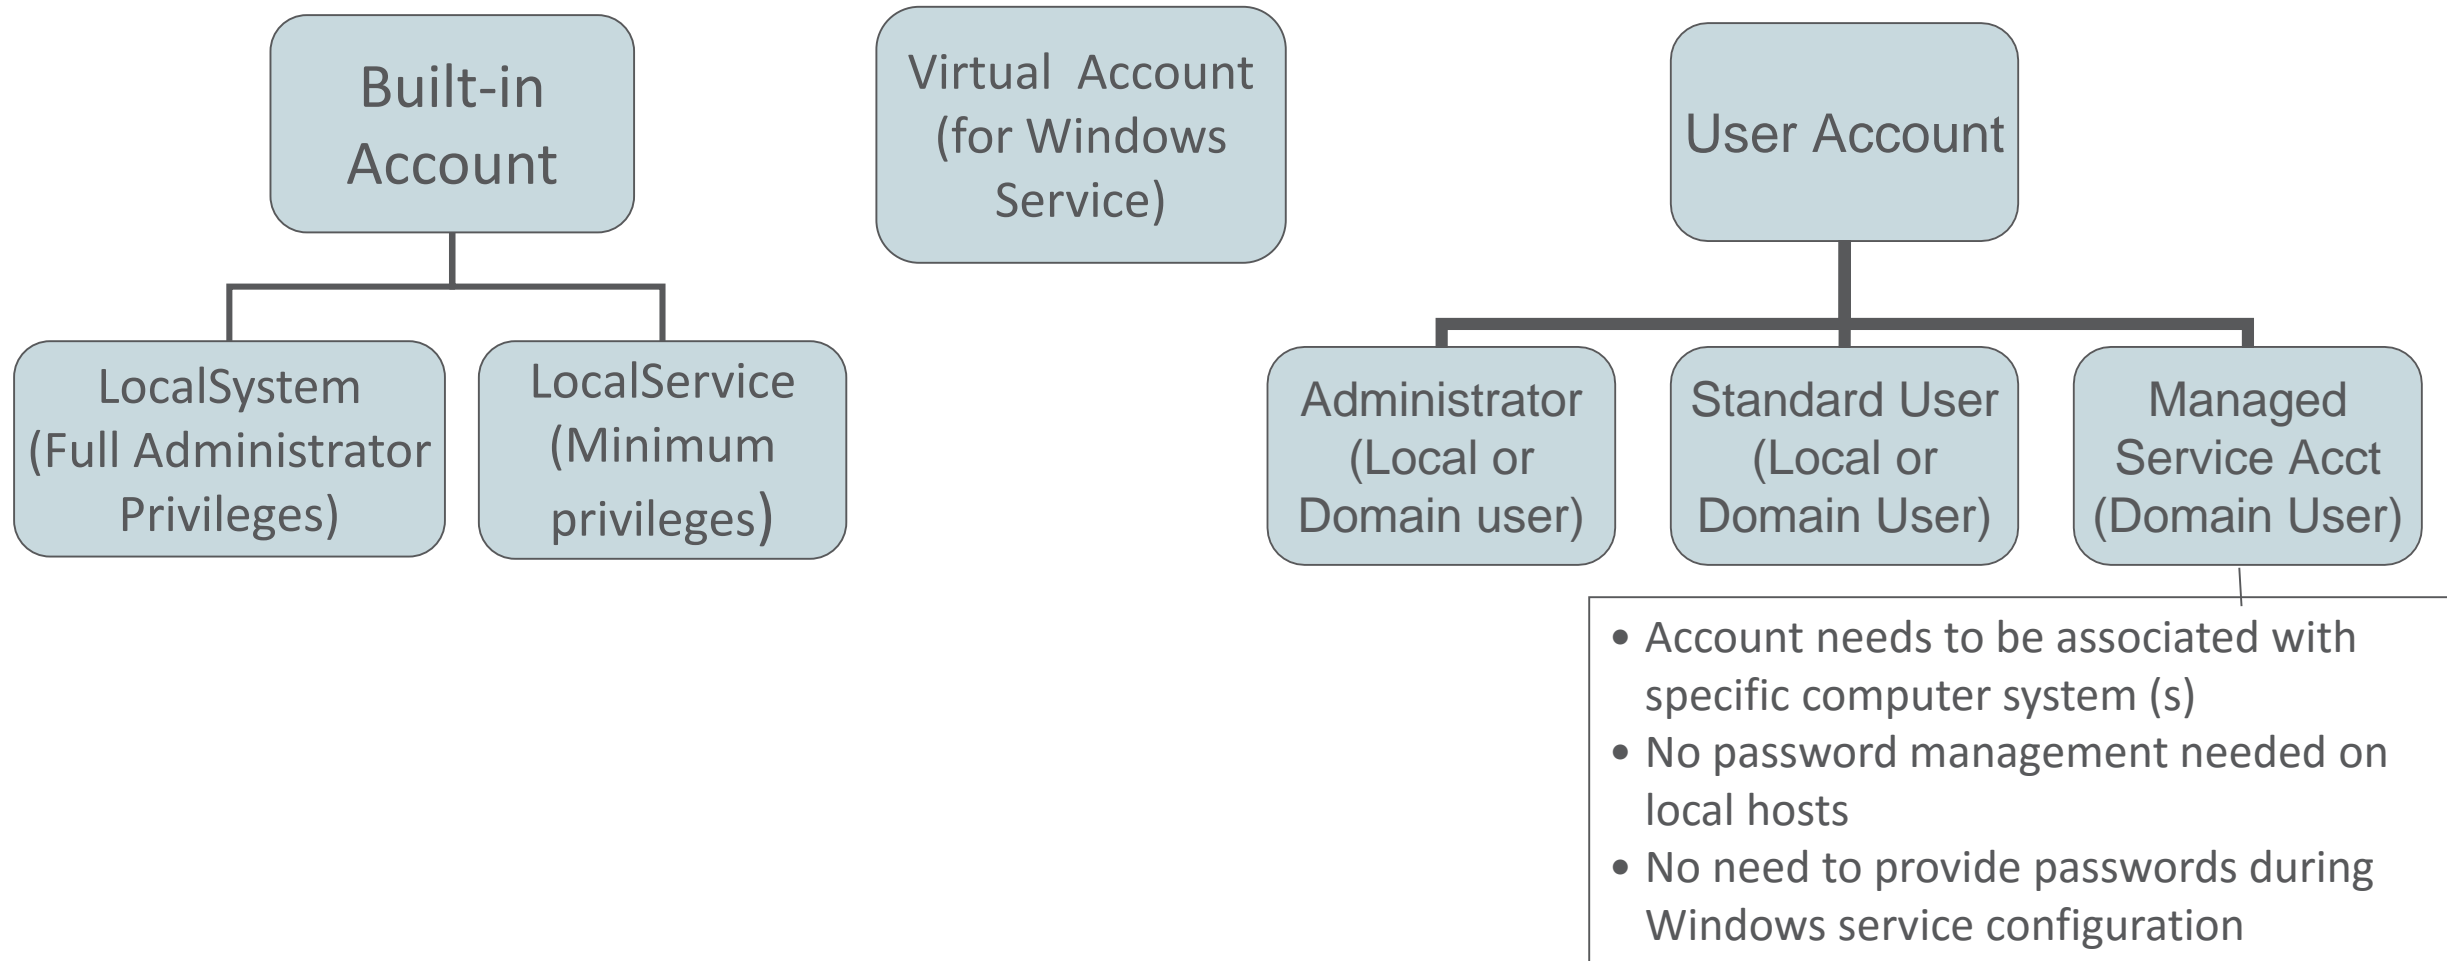 Built-in
Account
Virtual  Account
(for Windows
Service)
User Account
LocalSystem
(Full Administrator
Privileges)
LocalService
(Minimum
privileges)
Administrator
(Local or
Domain user)
Standard User
(Local or
Domain User)
Managed
Service Acct
(Domain User)
• Account needs to be associated with
specific computer system (s)
• No password management needed on
local hosts
• No need to provide passwords during
Windows service configuration